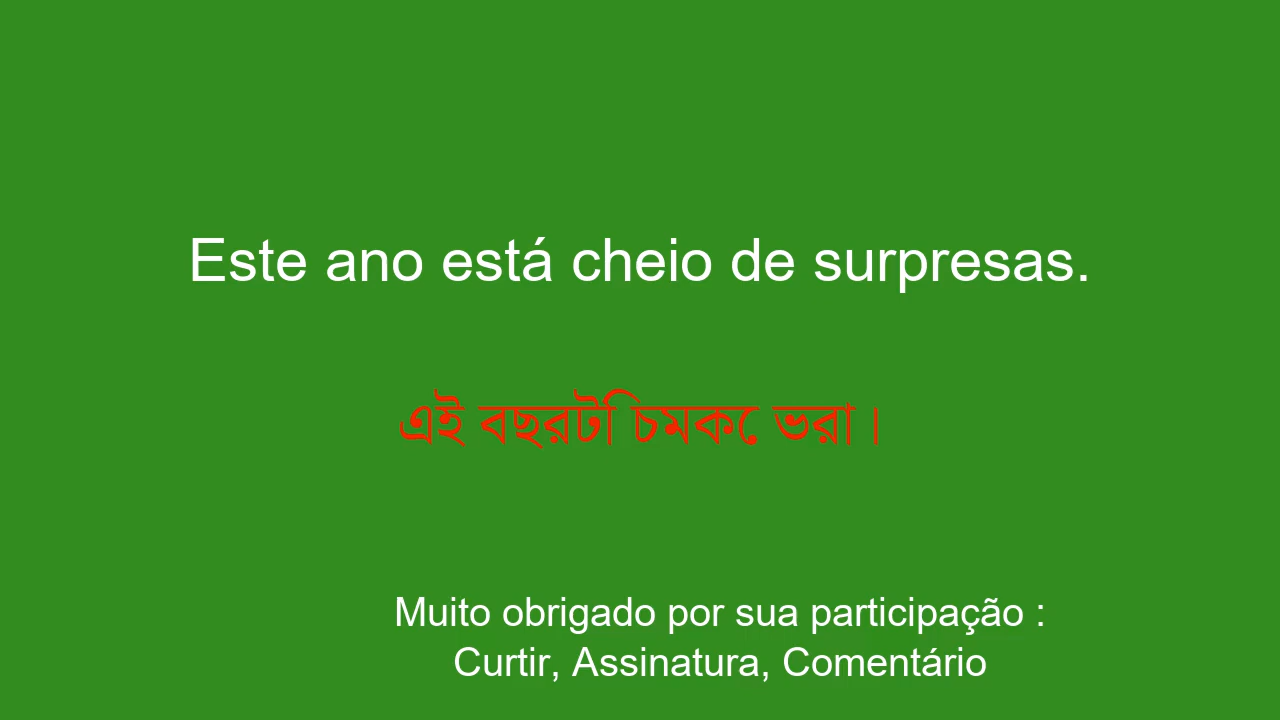 Este ano está cheio de surpresas.
এই বছরটি চমকে ভরা।
Muito obrigado por sua participação :
Curtir, Assinatura, Comentário